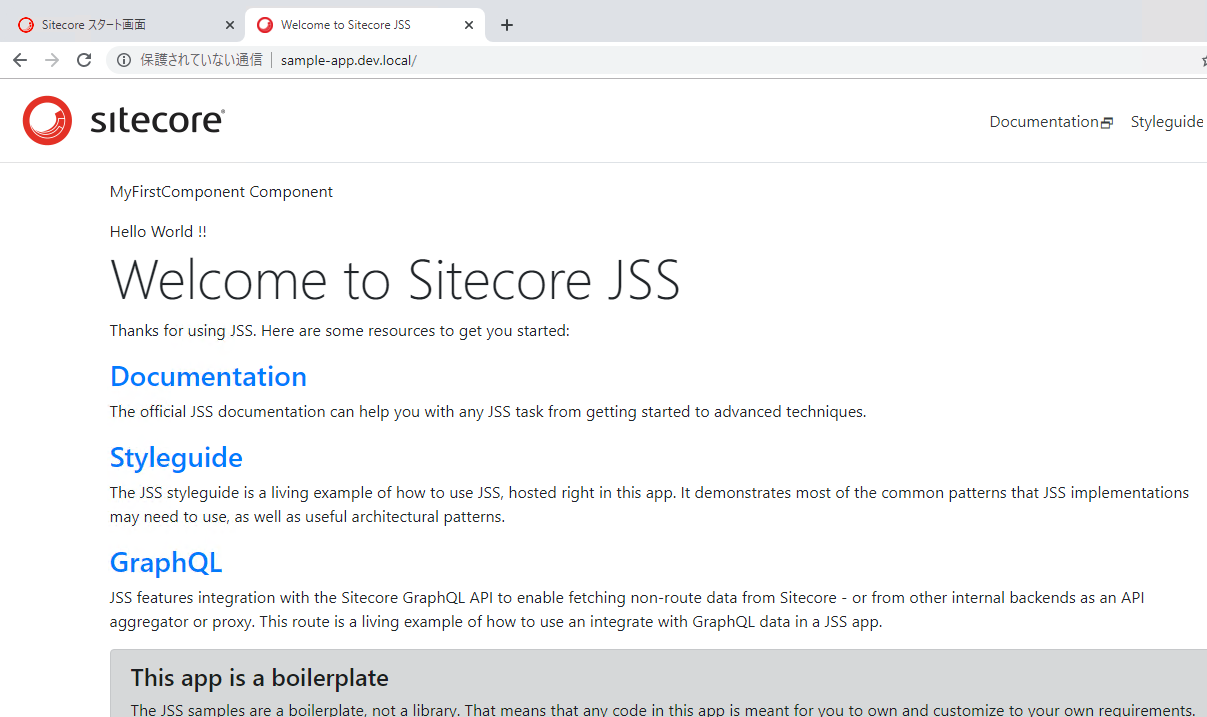 Sitecore スタート画面
Welcome to Sitecore JSS
保護されていない通信
sample-app.dev.local/
sitecore
Documentation
Styleguide
MyFirstComponent Component
Hello World !!
Welcome to Sitecore JSS
Thanks for using JSS. Here are some resources to get you started:
Documentation
The official JSS documentation can help you with any JSS task from getting started to advanced techniques.
Styleguide
The JSS styleguide is a living example of how to use JSS, hosted right in this app. It demonstrates most of the common patterns that JSS implementations
may need to use, as well as useful architectural patterns.
GraphQL
JSS features integration with the Sitecore GraphQL API to enable fetching non-route data from Sitecore - or from other internal backends as an API
aggregator or proxy. This route is a living example of how to use an integrate with GraphQL data in a JSS app.
This app is a boilerplate
The JSS samples are a boilerplate, not a library. That means that any code in this app is meant for you to own and customize to your own requirements.